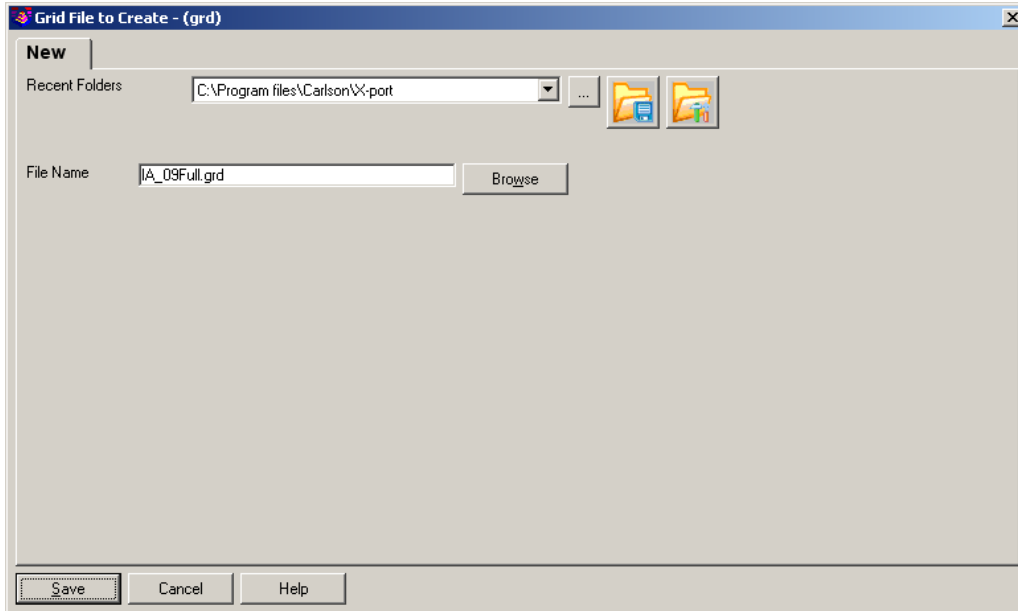 Grid File to Create - (grd)
New
Recent Folders
C:\Program files\Carlson\X-port
...
File Name
IA_09Full.grd
Browse
Save
Cancel
Help